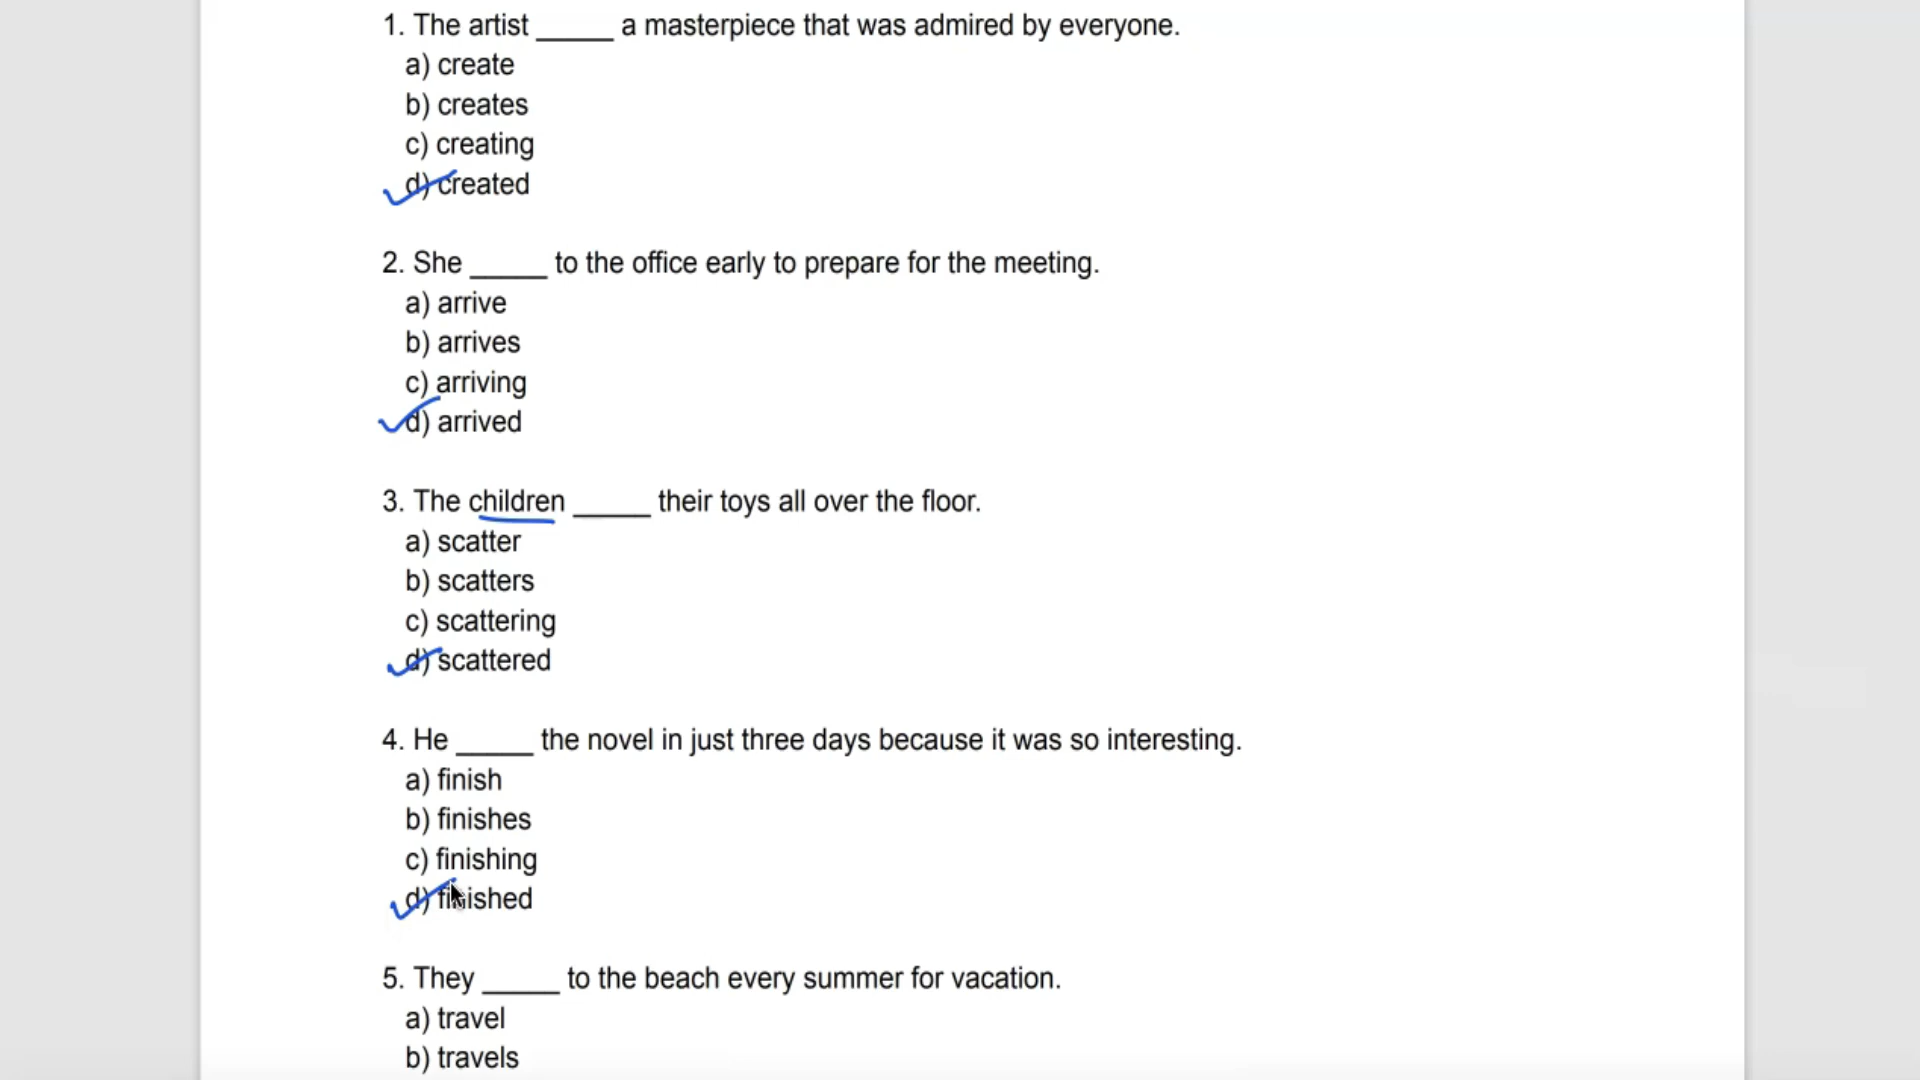 1. The artist _____ a masterpiece that was admired by everyone.
a) create
b) creates
c) creating
d) created
2. She _____ to the office early to prepare for the meeting.
a) arrive
b) arrives
c) arriving
d) arrived
3. The children _____ their toys all over the floor.
a) scatter
b) scatters
c) scattering
d) scattered
4. He _____ the novel in just three days because it was so interesting.
a) finish
b) finishes
c) finishing
d) finished
5. They _____ to the beach every summer for vacation.
a) travel
b) travels